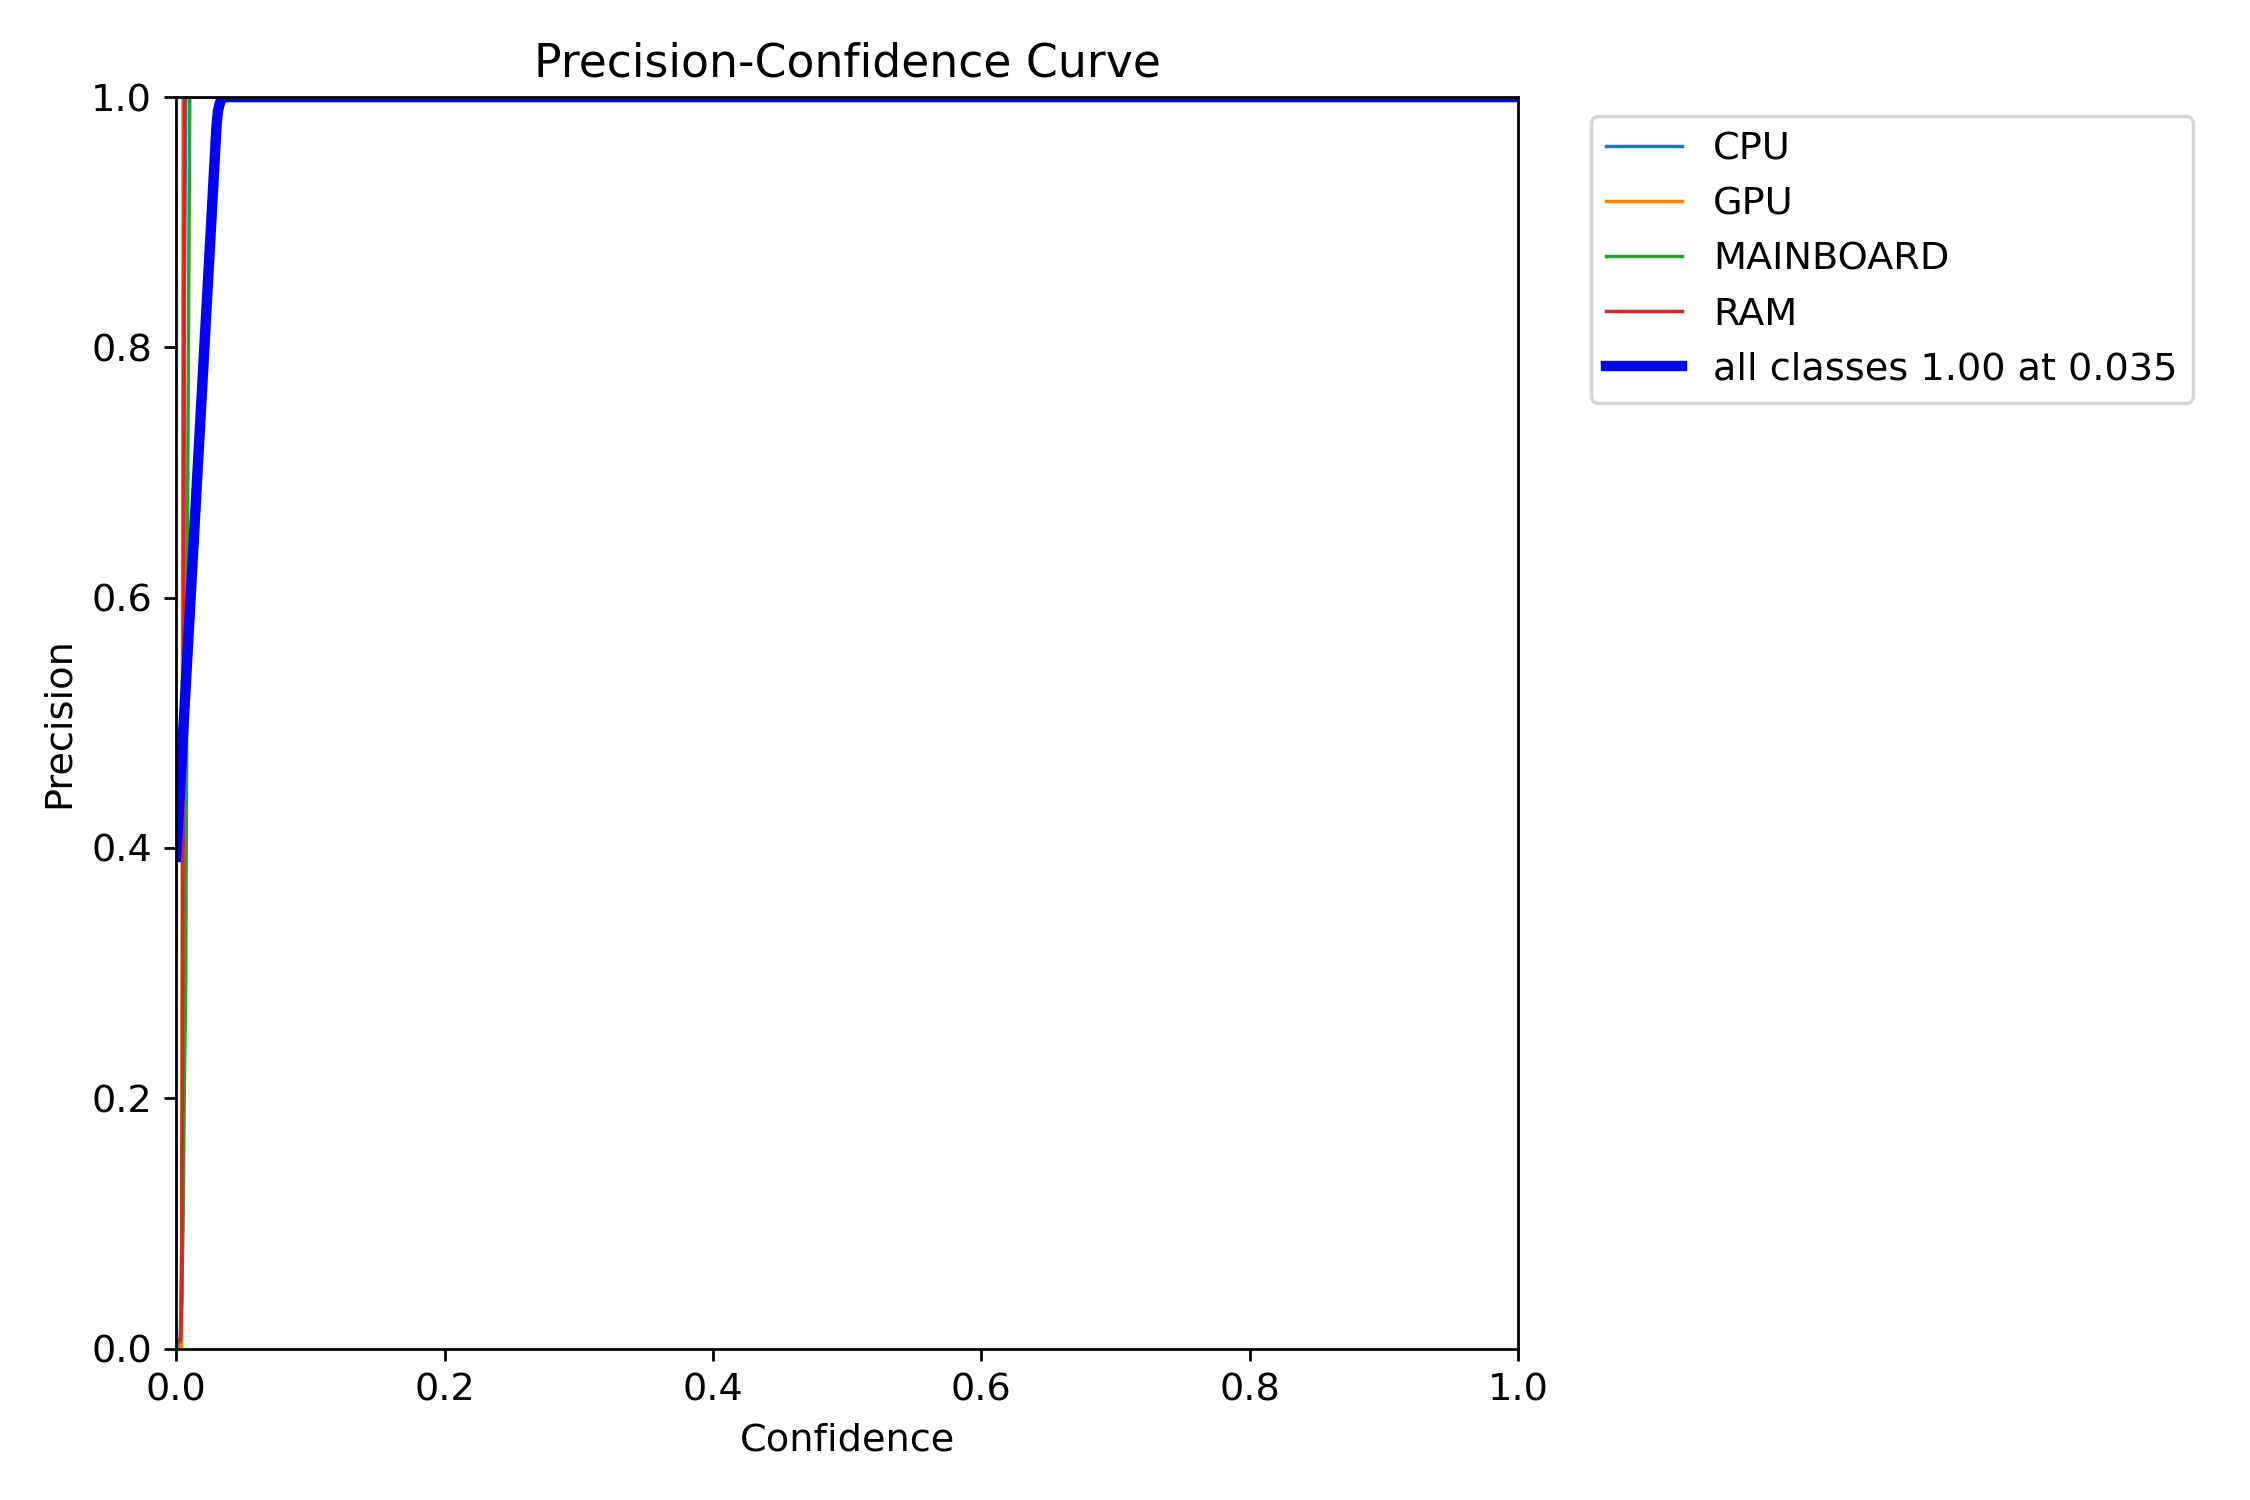 Precision-Confidence Curve
1.0
0.8
0.6
0.4
0.2
0.0
Precision
0.0 0.2 0.4 0.6 0.8 1.0
Confidence
CPU
GPU
MAINBOARD
RAM
all classes 1.00 at 0.035